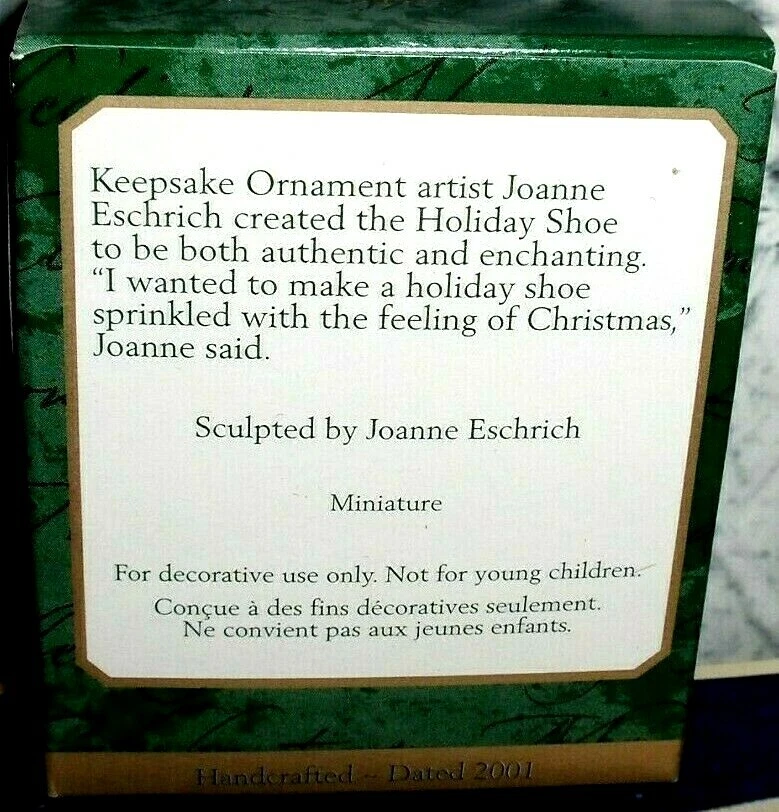 Keepsake Ornament artist Joanne
Eschrich created the Holiday Shoe
to be both authentic and enchanting.
“I wanted to make a holiday shoe
sprinkled with the feeling of Christmas,”
Joanne said.
Sculpted by Joanne Eschrich
Miniature
For decorative use only. Not for young children.
Conçue à des fins décoratives seulement.
Ne convient pas aux jeunes enfants.
Handcrafted ~ Dated 2001